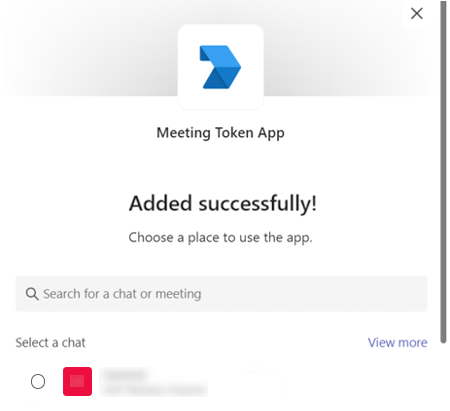 Meeting Token App
Added successfully!
Choose a place to use the app.
Search for a chat or meeting
Select a chat View more